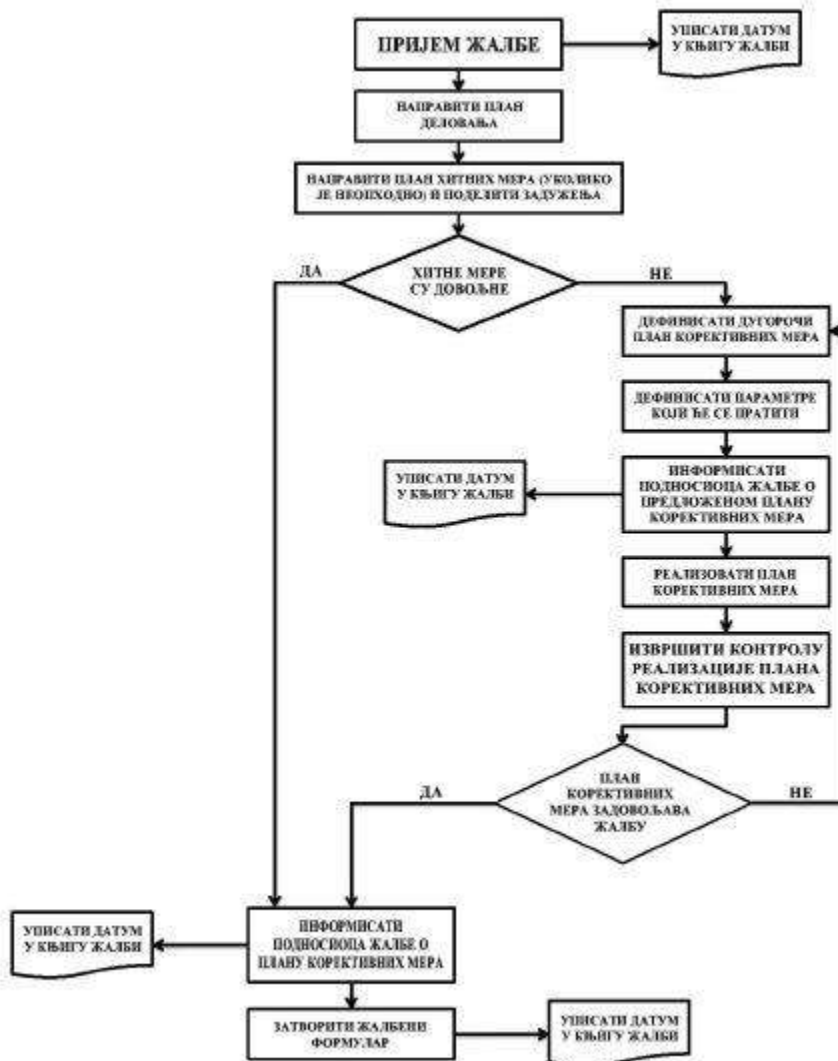 ПРИЈЕМ ЖАЛБЕ
УПИСАТИ ДАТУМ
У КЊИГУ ЖАЛБИ
НАПРАВИТИ ПЛАН
ДЕЛОВАЊА
НАПРАВИТИ ПЛАН ХИТНИХ МЕРА (УКОЛИКО
ЈЕ НЕОПХОДНО) И ПОДЕЛИТИ ЗАДУЖЕЊА
ДА
ХИТНЕ МЕРЕ
СУ ДОВОЉНЕ
НЕ
ДЕФИНИСАТИ ДУГОРОЧИ
ПЛАН КОРЕКТИВНИХ МЕРА
ДЕФИНИСАТИ ПАРАМЕТРЕ
КОЈИ ЋЕ СЕ ПРАТИТИ
УПИСАТИ ДАТУМ
У КЊИГУ ЖАЛБИ
ИНФОРМИСАТИ
ПОДНОСИОЦА ЖАЛБЕ О
ПРЕДЛОЖЕНОМ ПЛАНУ
КОРЕКТИВНИХ МЕРА
РЕАЛИЗОВАТИ ПЛАН
КОРЕКТИВНИХ МЕРА
ИЗВРШИТИ КОНТРОЛУ
РЕАЛИЗАЦИЈЕ ПЛАНА
КОРЕКТИВНИХ МЕРА
ДА
ПЛАН
КОРЕКТИВНИХ
МЕРА ЗАДОВОЉАВА
ЖАЛБУ
НЕ
УПИСАТИ ДАТУМ
У КЊИГУ ЖАЛБИ
ИНФОРМИСАТИ
ПОДНОСИОЦА ЖАЛБЕ О
ПЛАНУ КОРЕКТИВНИХ МЕРА
ЗАТВОРИТИ ЖАЛБЕНИ
ФОРМУЛАР
УПИСАТИ ДАТУМ
У КЊИГУ ЖАЛБИ